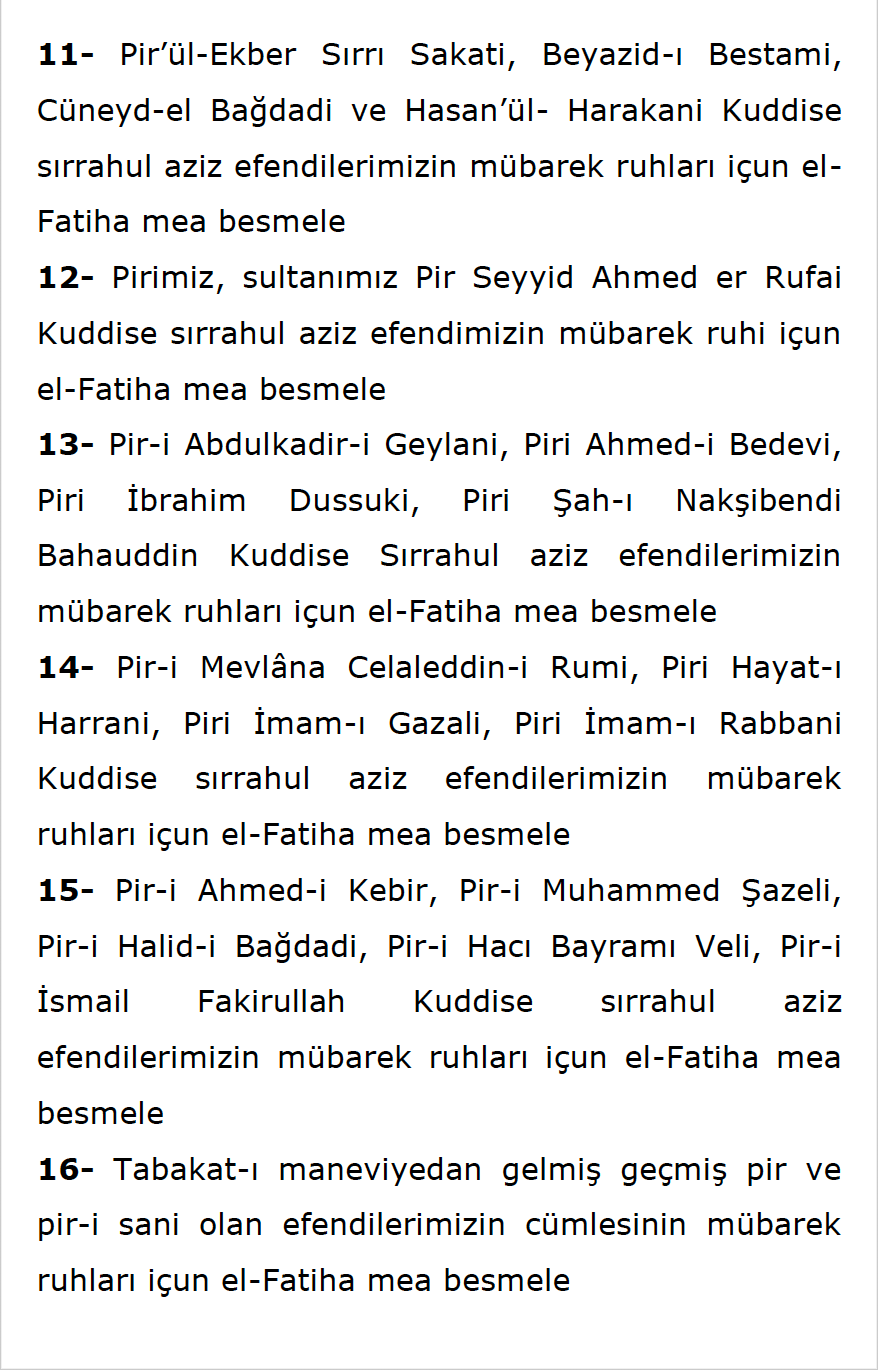 11- Pir’ül-Ekber Sırrı Sakati, Beyazid-ı Bestami,
Cüneyd-el Bağdadi ve Hasan’ül- Harakani Kuddise
sırrahul aziz efendilerimizin mübarek ruhları içun el-
Fatiha mea besmele
12- Pirimiz, sultanımız Pir Seyyid Ahmed er Rufai
Kuddise sırrahul aziz efendimizin mübarek ruhi içun
el-Fatiha mea besmele
13- Pir-i Abdulkadir-i Geylani, Piri Ahmed-i Bedevi,
Piri İbrahim Dussuki, Piri Şah-ı Nakşibendi
Bahauddin Kuddise Sırrahul aziz efendilerimizin
mübarek ruhları içun el-Fatiha mea besmele
14- Pir-i Mevlâna Celaleddin-i Rumi, Piri Hayat-ı
Harrani, Piri İmam-ı Gazali, Piri İmam-ı Rabbani
Kuddise sırrahul aziz efendilerimizin mübarek
ruhları içun el-Fatiha mea besmele
15- Pir-i Ahmed-i Kebir, Pir-i Muhammed Şazeli,
Pir-i Halid-i Bağdadi, Pir-i Hacı Bayramı Veli, Pir-i
İsmail Fakirullah Kuddise sırrahul aziz
efendilerimizin mübarek ruhları içun el-Fatiha mea
besmele
16- Tabakat-ı maneviyedan gelmiş geçmiş pir ve
pir-i sani olan efendilerimizin cümlesinin mübarek
ruhları içun el-Fatiha mea besmele